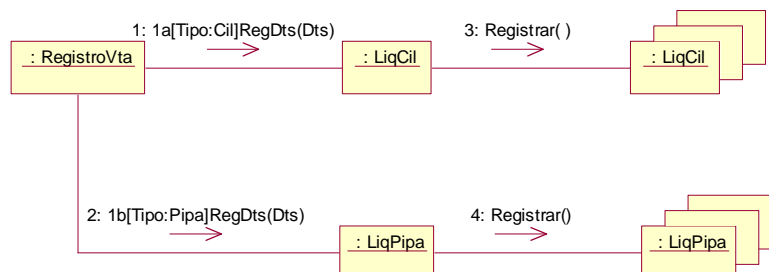 1: 1a[Tipo:Cil]RegDts(Dts)
3: Registrar( )
: RegistroVta
: LiqCil
: LiqCil
2: 1b[Tipo:Pipa]RegDts(Dts)
4: Registrar()
: LiqPipa
: LiqPipa